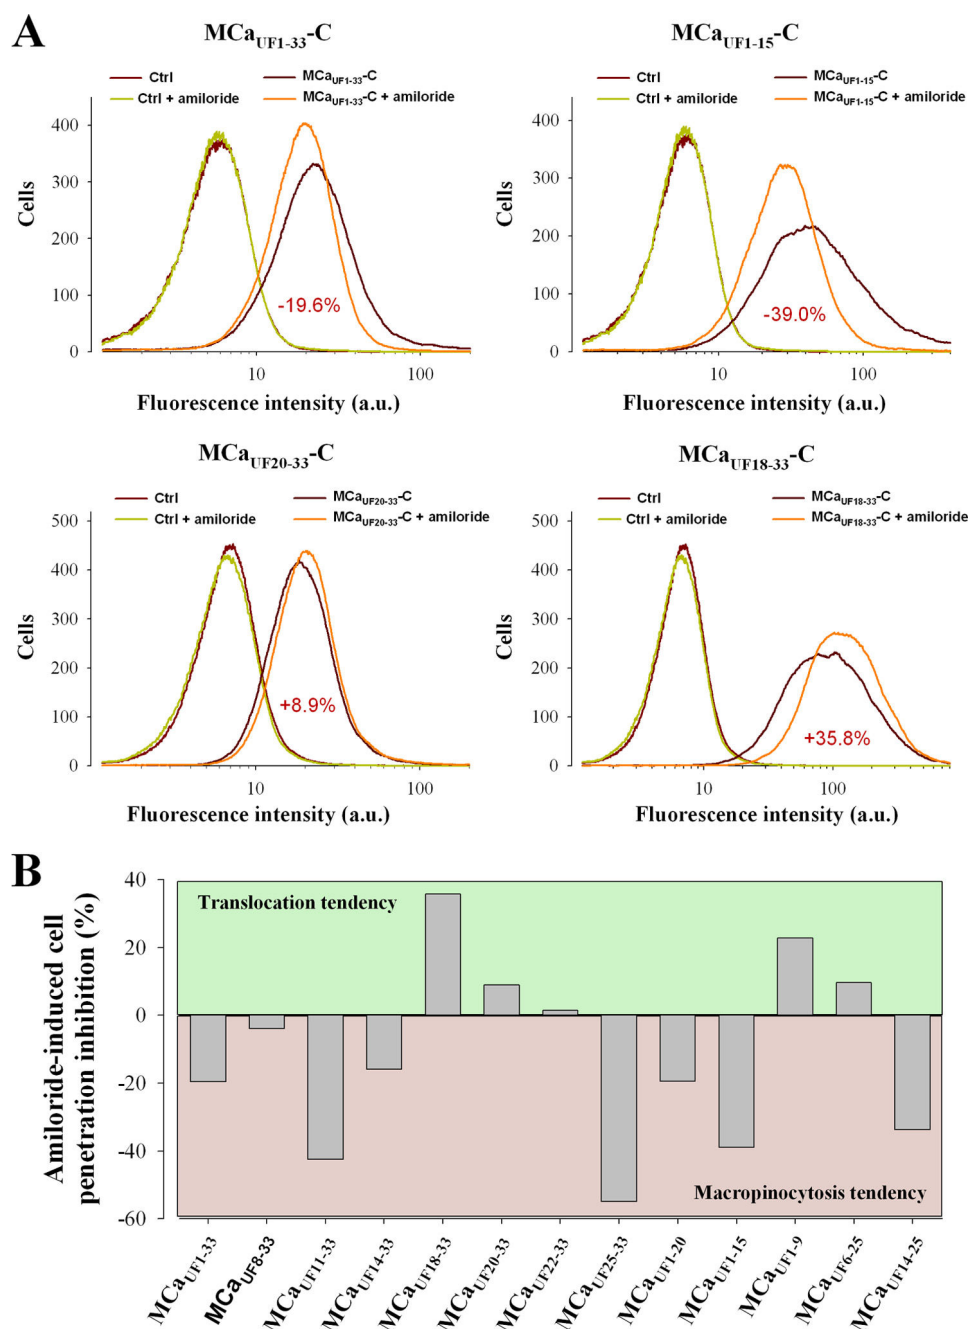 A
MCaUF1-33-C
Ctrl
MCaUF1-33-C
Ctrl + amiloride
MCaUF1-33-C + amiloride
400
300
200
100
0
Cells
-19.6%
10
100
Fluorescence intensity (a.u.)
MCaUF1-15-C
Ctrl
MCaUF1-15-C
Ctrl + amiloride
MCaUF1-15-C + amiloride
400
300
200
100
0
Cells
-39.0%
10
100
Fluorescence intensity (a.u.)
MCaUF20-33-C
Ctrl
MCaUF20-33-C
Ctrl + amiloride
MCaUF20-33-C + amiloride
500
400
300
200
100
0
Cells
+8.9%
10
100
Fluorescence intensity (a.u.)
MCaUF18-33-C
Ctrl
MCaUF18-33-C
Ctrl + amiloride
MCaUF18-33-C + amiloride
500
400
300
200
100
0
Cells
+35.8%
10
100
Fluorescence intensity (a.u.)
B
Amiloride-induced cell
penetration inhibition (%)
40
20
0
-20
-40
-60
Translocation tendency
Macropinocytosis tendency
MCaUF1-33
MCaUF8-33
MCaUF11-33
MCaUF14-33
MCaUF18-33
MCaUF20-33
MCaUF22-33
MCaUF25-33
MCaUF1-20
MCaUF1-15
MCaUF1-9
MCaUF6-25
MCaUF14-25